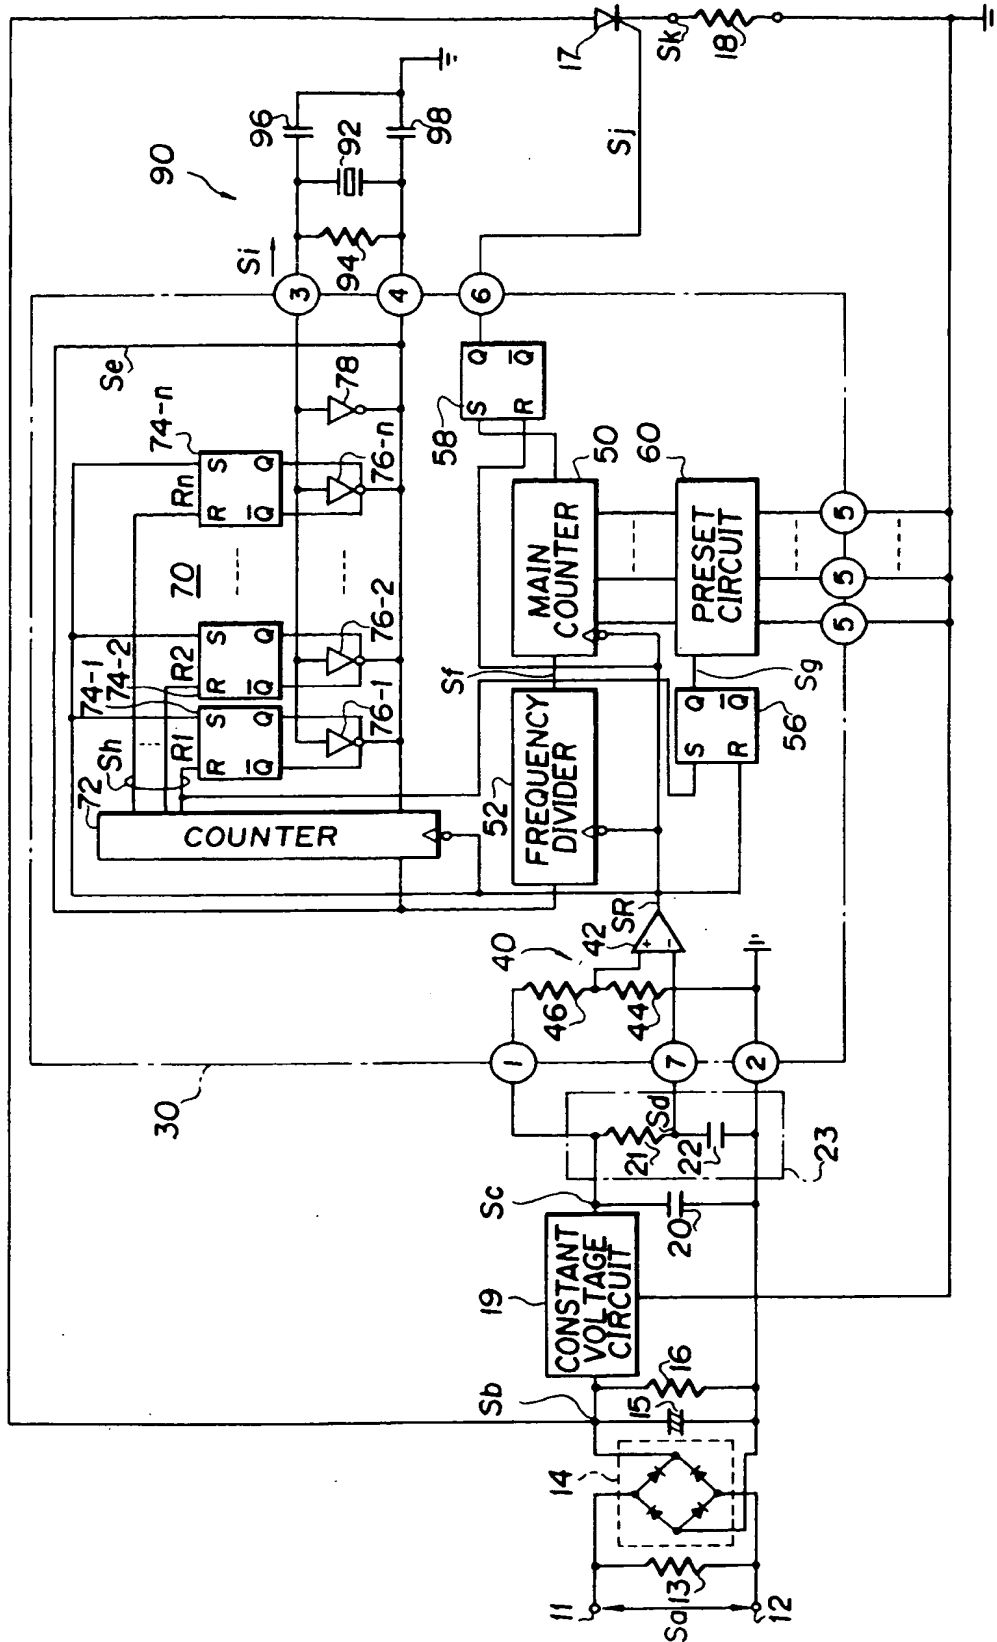 90
Si
96
92
98
94
3
4
6
17
Sk
18
Sj
Se
74-n
78
76-n
Rn
R
S
Q̅
Q
70
74-1
74-2
R2
R
S
Q̅
Q
76-2
Sh
R1
R
S
Q̅
Q
76-1
72
COUNTER
58
S
Q
R
Q̅
50
MAIN
COUNTER
60
PRESET
CIRCUIT
5
5
5
Sf
52
FREQUENCY
DIVIDER
Sg
S
Q
R
Q̅
56
SR
42
+
−
40
46
44
1
7
2
30
Sd
21
22
23
Sc
20
19
CONSTANT
VOLTAGE
CIRCUIT
Sb
15
16
14
13
11
Sa
12